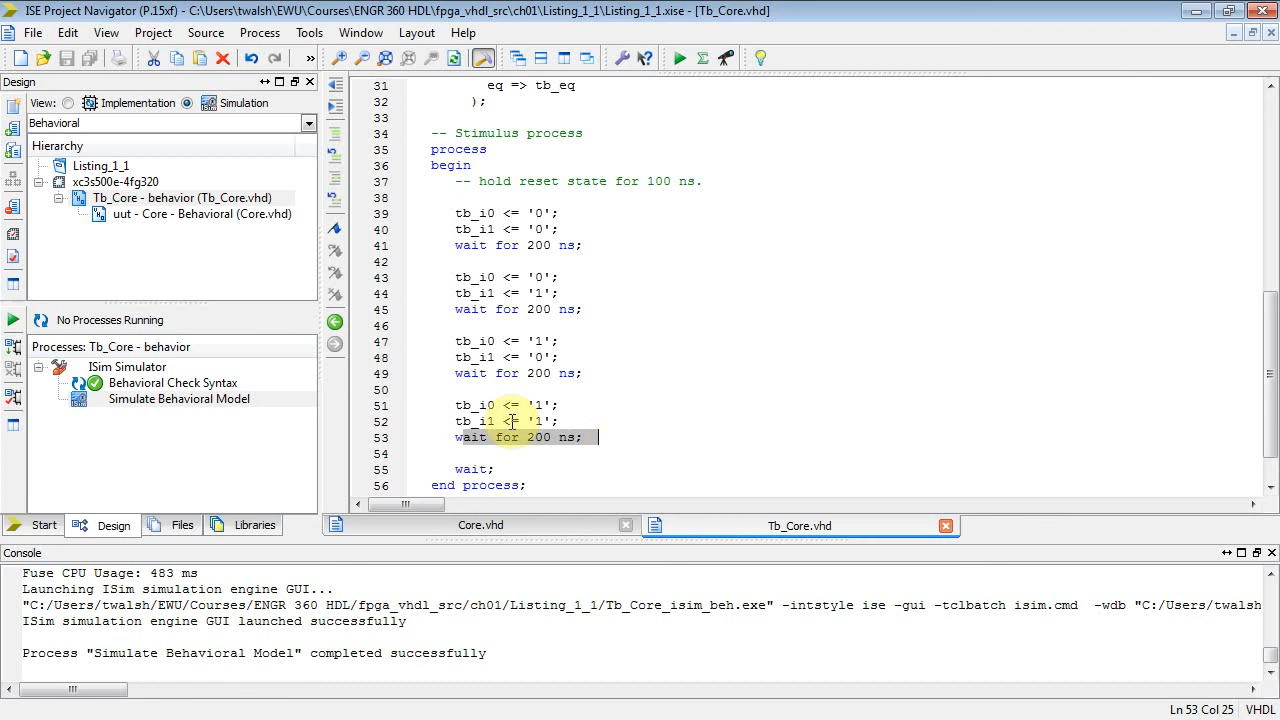 ISE Project Navigator (P.15xf) - C:\Users\twalsh\EWU\Courses\ENGR 360 HDL\fpga_vhdl_src\ch01\Listing_1_1\Listing_1_1.xise - [Tb_Core.vhd]
File Edit View Project Source Process Tools Window Layout Help
Design
View: Implementation Simulation
Behavioral
Hierarchy
Listing_1_1
xc3s500e-4fg320
Tb_Core - behavior (Tb_Core.vhd)
uut - Core - Behavioral (Core.vhd)
No Processes Running
Processes: Tb_Core - behavior
ISim Simulator
Behavioral Check Syntax
Simulate Behavioral Model
Start Design Files Libraries
31 eq => tb_eq
32 );
33
34 -- Stimulus process
35 process
36 begin
37 -- hold reset state for 100 ns.
38
39 tb_i0 <= '0';
40 tb_i1 <= '0';
41 wait for 200 ns;
42
43 tb_i0 <= '0';
44 tb_i1 <= '1';
45 wait for 200 ns;
46
47 tb_i0 <= '1';
48 tb_i1 <= '0';
49 wait for 200 ns;
50
51 tb_i0 <= '1';
52 tb_i1 <= '1';
53 wait for 200 ns;
54
55 wait;
56 end process;
Core.vhd Tb_Core.vhd
Console
Fuse CPU Usage: 483 ms
Launching ISim simulation engine GUI...
"C:/Users/twalsh/EWU/Courses/ENGR 360 HDL/fpga_vhdl_src/ch01/Listing_1_1/Tb_Core_isim_beh.exe" -intstyle ise -gui -tclbatch isim.cmd -wdb "C:/Users/twalsh
ISim simulation engine GUI launched successfully
Process "Simulate Behavioral Model" completed successfully
Ln 53 Col 25 VHDL